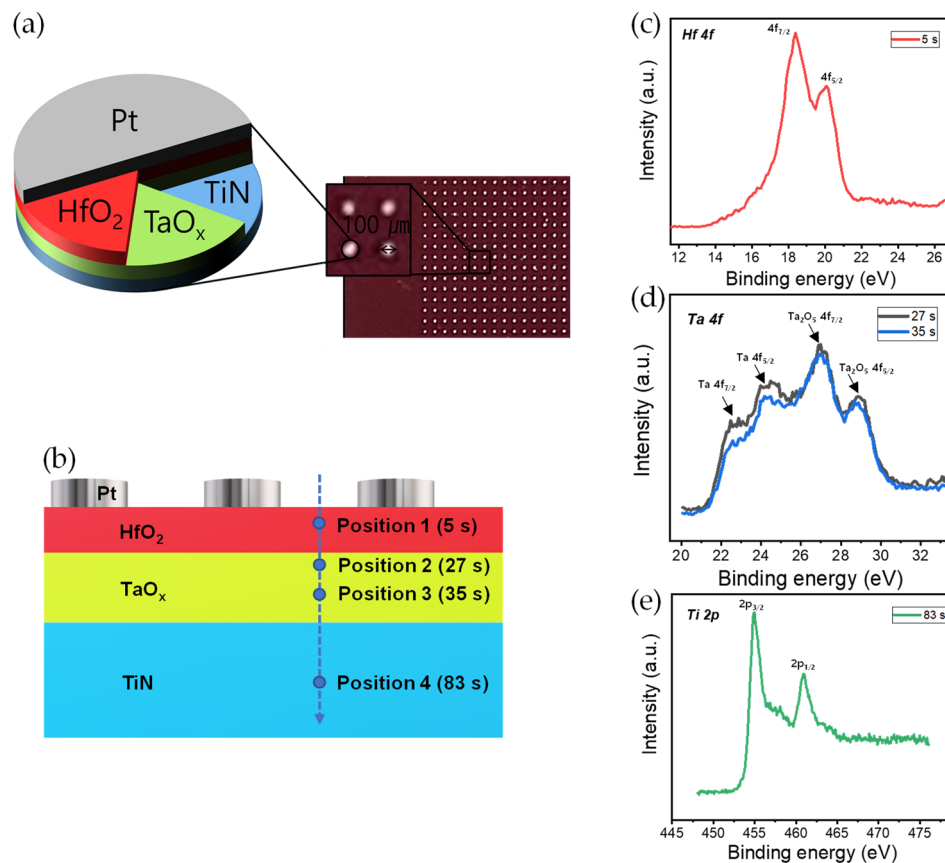 (a)
Pt
HfO₂
TaOₓ
TiN
100 µm
(b)
Pt
HfO₂
TaOₓ
TiN
Position 1 (5 s)
Position 2 (27 s)
Position 3 (35 s)
Position 4 (83 s)
(c)
Hf 4f
5 s
4f₇/₂
4f₅/₂
Intensity (a.u.)
12 14 16 18 20 22 24 26
Binding energy (eV)
(d)
Ta 4f
27 s
35 s
Ta 4f₇/₂
Ta 4f₅/₂
Ta₂O₅ 4f₇/₂
Ta₂O₅ 4f₅/₂
Intensity (a.u.)
20 22 24 26 28 30 32
Binding energy (eV)
(e)
Ti 2p
83 s
2p₃/₂
2p₁/₂
Intensity (a.u.)
445 450 455 460 465 470 475
Binding energy (eV)